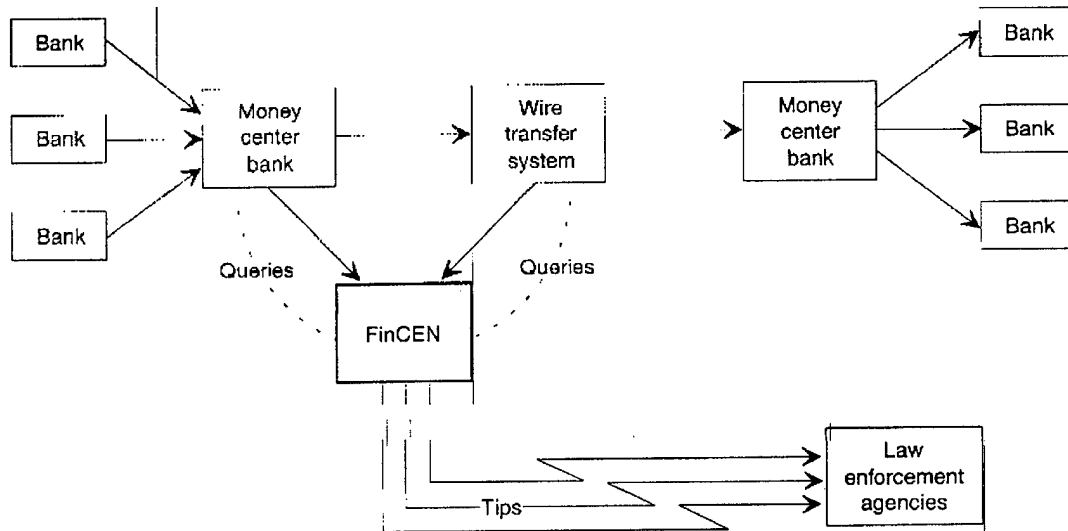 Bank
Bank
Bank
Money
center
bank
Wire
transfer
system
Money
center
bank
Bank
Bank
Bank
Queries
Queries
FinCEN
Tips
Law
enforcement
agencies